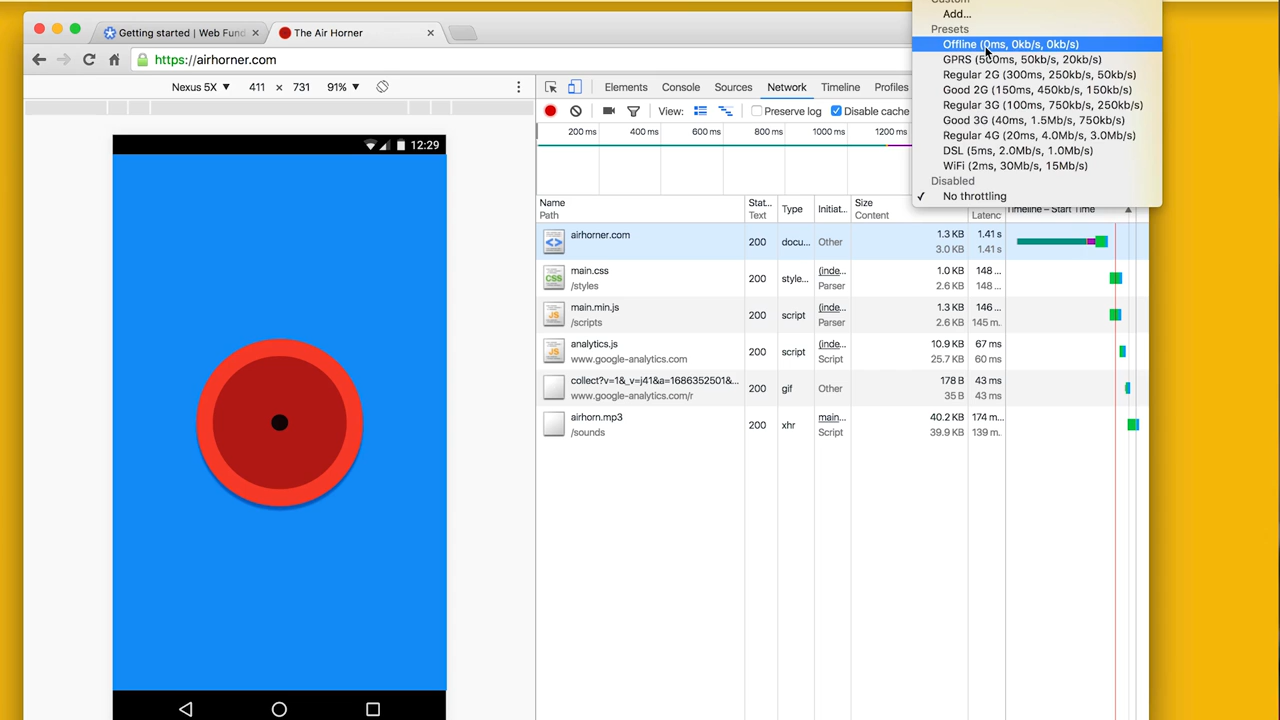 Getting started | Web Fund
The Air Horner
https://airhorner.com
Custom
Add...
Presets
Offline (0ms, 0kb/s, 0kb/s)
GPRS (500ms, 50kb/s, 20kb/s)
Regular 2G (300ms, 250kb/s, 50kb/s)
Good 2G (150ms, 450kb/s, 150kb/s)
Regular 3G (100ms, 750kb/s, 250kb/s)
Good 3G (40ms, 1.5Mb/s, 750kb/s)
Regular 4G (20ms, 4.0Mb/s, 3.0Mb/s)
DSL (5ms, 2.0Mb/s, 1.0Mb/s)
WiFi (2ms, 30Mb/s, 15Mb/s)
Disabled
✓ No throttling
Nexus 5X ▼ 411 × 731 91% ▼
Elements Console Sources Network Timeline Profiles
View: Preserve log Disable cache
200 ms 400 ms 600 ms 800 ms 1000 ms 1200 ms
12:29
Name Stat... Type Initiat... Size Timeline – Start Time
Path Text Content Latenc
airhorner.com 200 docu... Other 1.3 KB 1.41 s
3.0 KB 1.41 s
main.css 200 style... (inde... 1.0 KB 148 ...
/styles Parser 2.6 KB 148 ...
main.min.js 200 script (inde... 1.3 KB 146 ...
/scripts Parser 2.6 KB 145 m.
analytics.js 200 script (inde... 10.9 KB 67 ms
www.google-analytics.com Script 25.7 KB 60 ms
collect?v=1&_v=j41&a=1686352501&... 200 gif Other 178 B 43 ms
www.google-analytics.com/r 35 B 43 ms
airhorn.mp3 200 xhr main... 40.2 KB 174 m...
/sounds Script 39.9 KB 139 m.
CSS
JS
JS